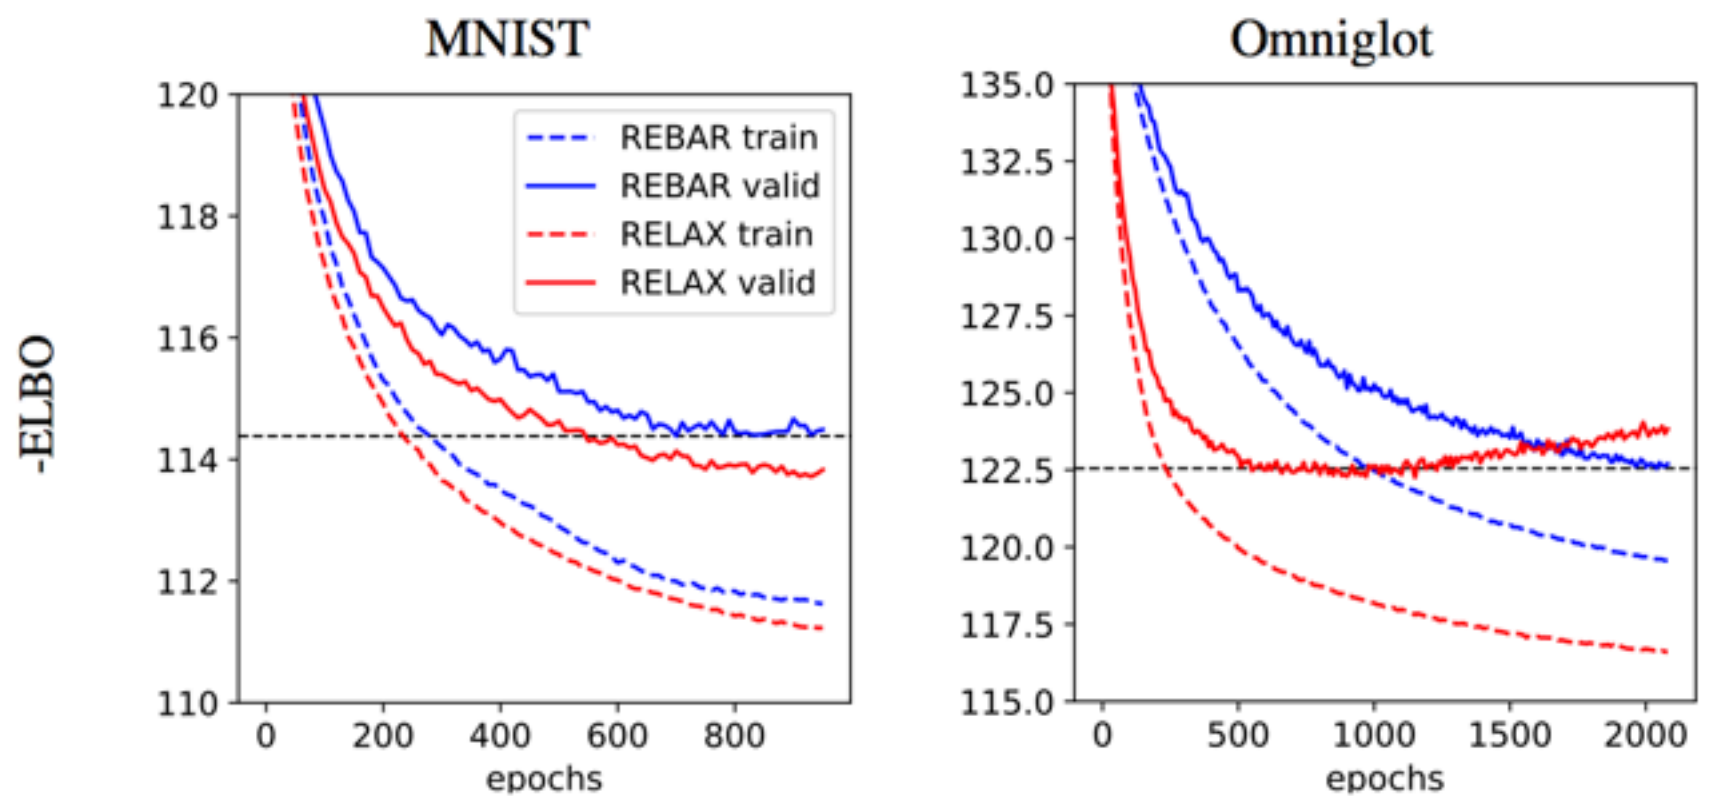 MNIST
Omniglot
-ELBO
120
118
116
114
112
110
REBAR train
REBAR valid
RELAX train
RELAX valid
0 200 400 600 800
epochs
135.0
132.5
130.0
127.5
125.0
122.5
120.0
117.5
115.0
0 500 1000 1500 2000
epochs